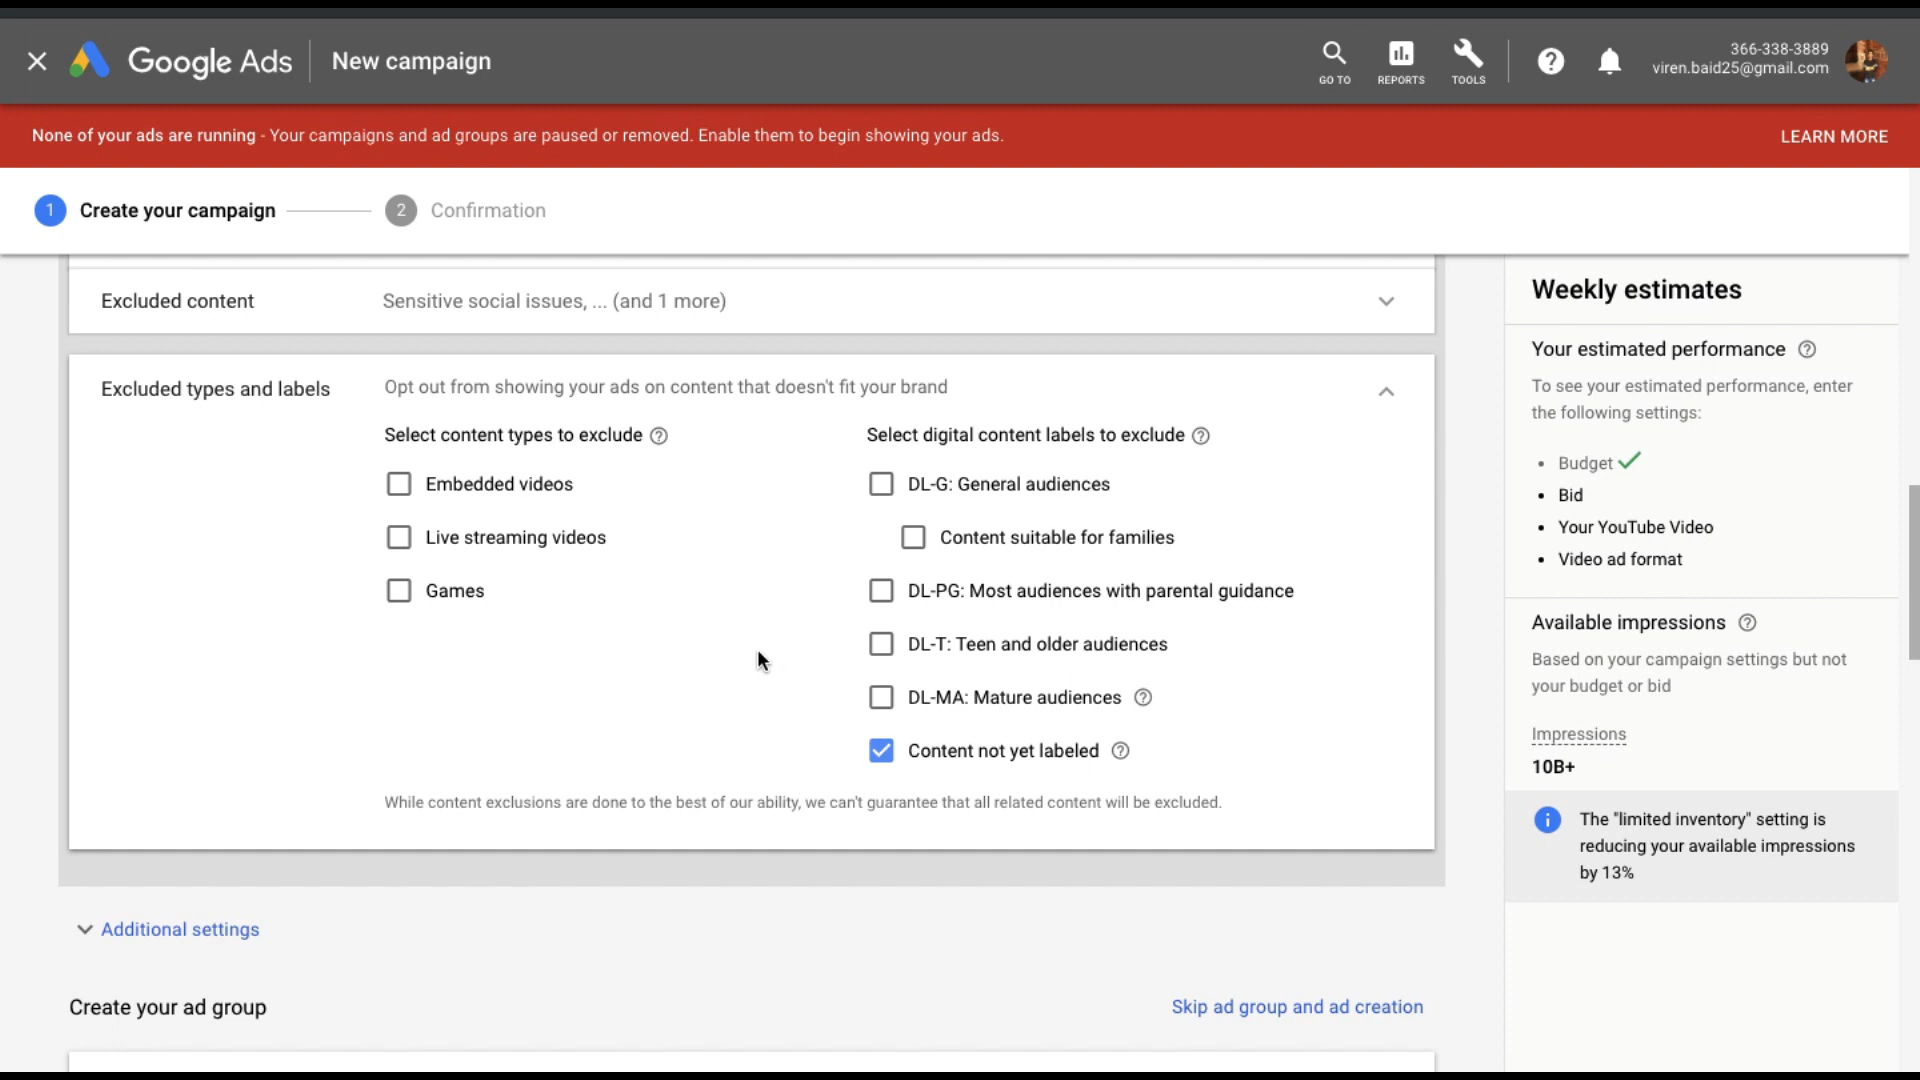 Google Ads
New campaign
GO TO
REPORTS
TOOLS
366-338-3889
viren.baid25@gmail.com
None of your ads are running - Your campaigns and ad groups are paused or removed. Enable them to begin showing your ads.
LEARN MORE
1
Create your campaign
2
Confirmation
Excluded content
Sensitive social issues, ... (and 1 more)
Excluded types and labels
Opt out from showing your ads on content that doesn't fit your brand
Select content types to exclude
Embedded videos
Live streaming videos
Games
Select digital content labels to exclude
DL-G: General audiences
Content suitable for families
DL-PG: Most audiences with parental guidance
DL-T: Teen and older audiences
DL-MA: Mature audiences
Content not yet labeled
While content exclusions are done to the best of our ability, we can't guarantee that all related content will be excluded.
Additional settings
Create your ad group
Skip ad group and ad creation
Weekly estimates
Your estimated performance
To see your estimated performance, enter
the following settings:
• Budget
• Bid
• Your YouTube Video
• Video ad format
Available impressions
Based on your campaign settings but not
your budget or bid
Impressions
10B+
The "limited inventory" setting is
reducing your available impressions
by 13%